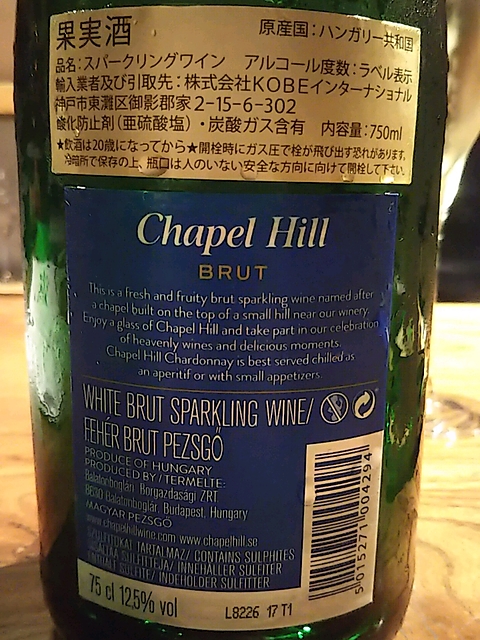 果実酒
原産国：ハンガリー共和国
品名：スパークリングワイン アルコール度数：ラベル表示
輸入業者及び引取先：株式会社KOBEインターナショナル
神戸市東灘区御影郡家2-15-6-302
酸化防止剤（亜硫酸塩）・炭酸ガス含有 内容量：750ml
★飲酒は20歳になってから★開栓時にガス圧で栓が飛び出す恐れがあります。
冷暗所で保存の上、瓶口は人のいない安全な方向に向けて開栓して下さい。
Chapel Hill
BRUT
This is a fresh and fruity brut sparkling wine named after
a chapel built on the top of a small hill near our winery.
Enjoy a glass of Chapel Hill and take part in our celebration
of heavenly wines and delicious moments.
Chapel Hill Chardonnay is best served chilled as
an aperitif or with small appetizers.
WHITE BRUT SPARKLING WINE/
FEHÉR BRUT PEZSGŐ
PRODUCE OF HUNGARY
PRODUCED BY / TERMELTE:
Balatonboglári Borgazdasági ZRT.
8630 Balatonboglár, Budapest, Hungary
MAGYAR PEZSGŐ
www.chapelhillwine.com www.chapelhill.se
SZULFITOKAT TARTALMAZ/ CONTAINS SULPHITES
INNEHÅLLER SULFITER
ENTHÄLT SULFITE/ INDEHOLDER SULFITTER
75 cl 12,5% vol
L8226 17 T1
5 015271 004294